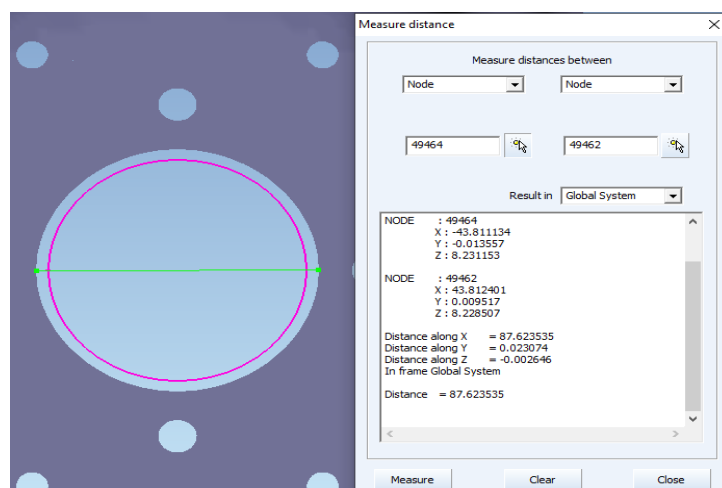 Measure distance
Measure distances between
Node Node
49464 49462
Result in Global System
NODE : 49464
X : -43.811134
Y : -0.013557
Z : 8.231153
NODE : 49462
X : 43.812401
Y : 0.009517
Z : 8.228507
Distance along X = 87.623535
Distance along Y = 0.023074
Distance along Z = -0.002646
In frame Global System
Distance = 87.623535
Measure Clear Close